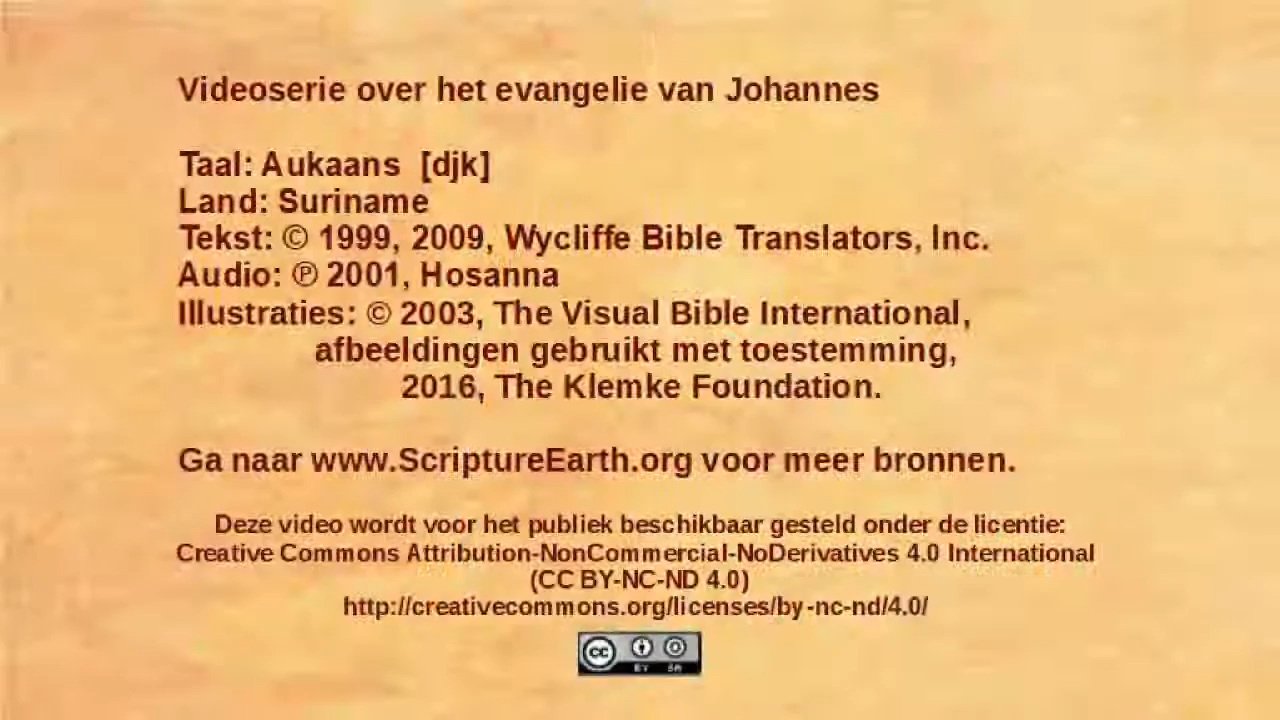 Videoserie over het evangelie van Johannes
Taal: Aukaans [djk]
Land: Suriname
Tekst: © 1999, 2009, Wycliffe Bible Translators, Inc.
Audio: ℗ 2001, Hosanna
Illustraties: © 2003, The Visual Bible International,
afbeeldingen gebruikt met toestemming,
2016, The Klemke Foundation.
Ga naar www.ScriptureEarth.org voor meer bronnen.
Deze video wordt voor het publiek beschikbaar gesteld onder de licentie:
Creative Commons Attribution-NonCommercial-NoDerivatives 4.0 International
(CC BY-NC-ND 4.0)
http://creativecommons.org/licenses/by-nc-nd/4.0/
cc BY SA